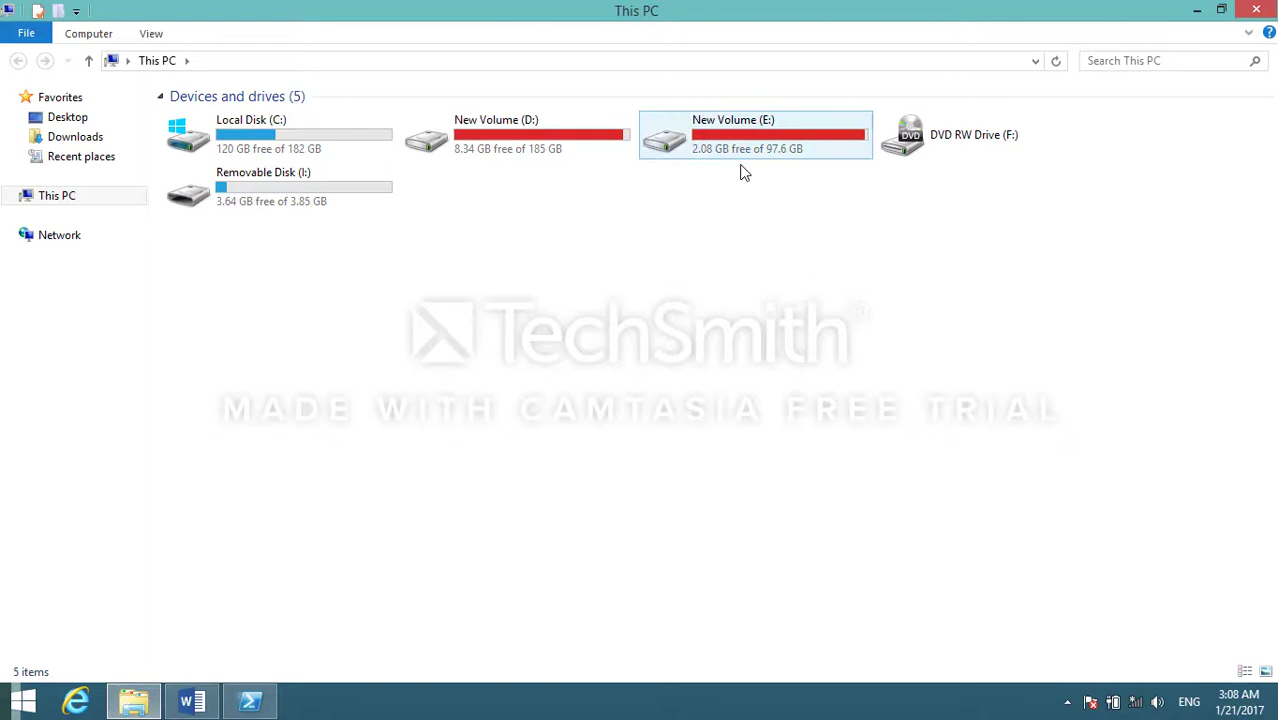 This PC
File
Computer
View
This PC
Search This PC
Favorites
Desktop
Downloads
Recent places
This PC
Network
Devices and drives (5)
Local Disk (C:)
120 GB free of 182 GB
New Volume (D:)
8.34 GB free of 185 GB
New Volume (E:)
2.08 GB free of 97.6 GB
DVD
DVD RW Drive (F:)
Removable Disk (I:)
3.64 GB free of 3.85 GB
TechSmith®
MADE WITH CAMTASIA FREE TRIAL
5 items
ENG
3:08 AM
1/21/2017